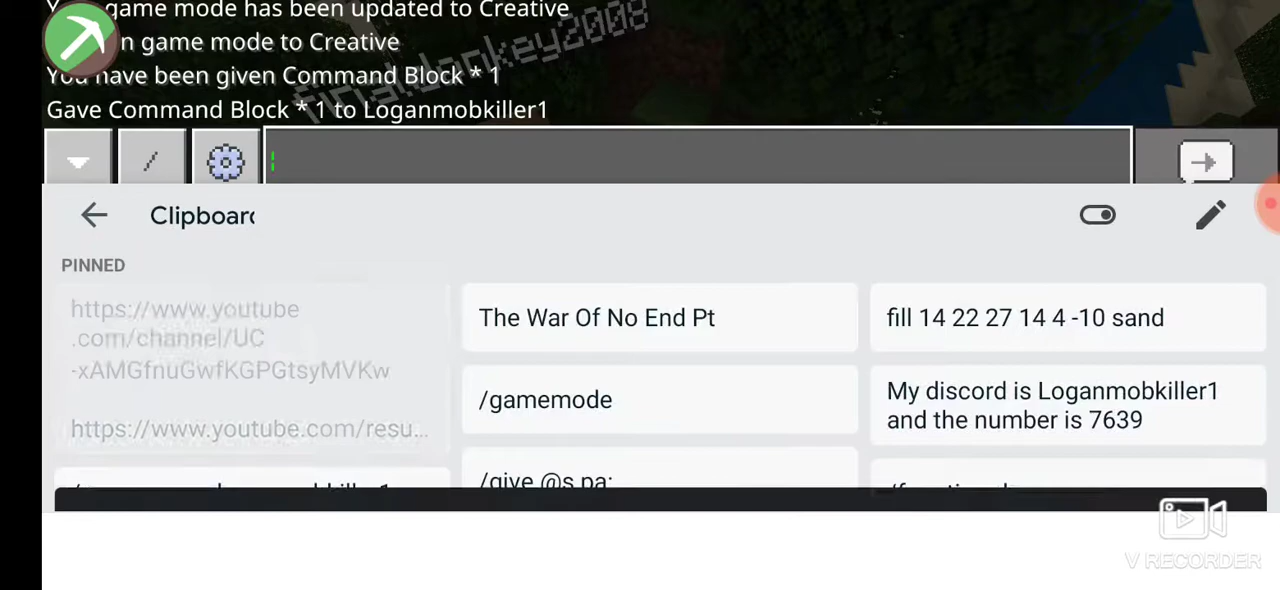 game mode has been updated to Creative
n game mode to Creative
You have been given Command Block * 1
Gave Command Block * 1 to Loganmobkiller1
/
Clipboard
PINNED
https://www.youtube
.com/channel/UC
-xAMGfnuGwfKGPGtsyMVKw
https://www.youtube.com/resu...
The War Of No End Pt
/gamemode
/give @s pa:
fill 14 22 27 14 4 -10 sand
My discord is Loganmobkiller1
and the number is 7639
V RECORDER